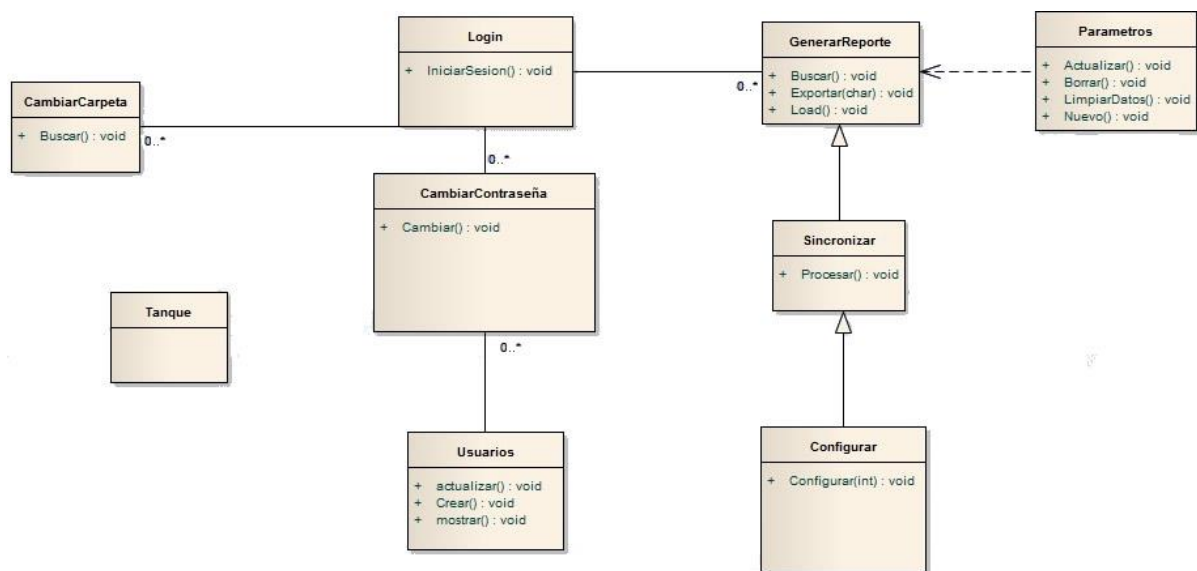 Login
+ IniciarSesion() : void
GenerarReporte
+ Buscar() : void
+ Exportar(char) : void
+ Load() : void
0..*
Parametros
+ Actualizar() : void
+ Borrar() : void
+ LimpiarDatos() : void
+ Nuevo() : void
CambiarCarpeta
+ Buscar() : void
0..*
0..*
CambiarContraseña
+ Cambiar() : void
0..*
Sincronizar
+ Procesar() : void
Tanque
Usuarios
+ actualizar() : void
+ Crear() : void
+ mostrar() : void
Configurar
+ Configurar(int) : void